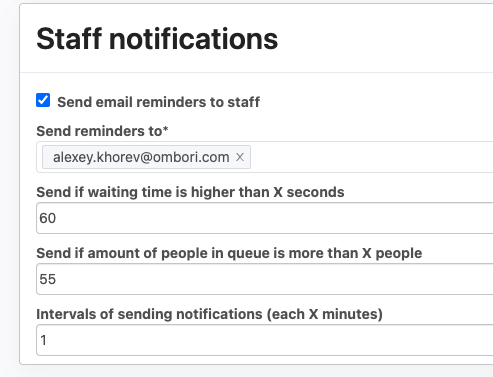 Staff notifications
Send email reminders to staff
Send reminders to*
alexey.khorev@ombori.com ×
Send if waiting time is higher than X seconds
60
Send if amount of people in queue is more than X people
55
Intervals of sending notifications (each X minutes)
1